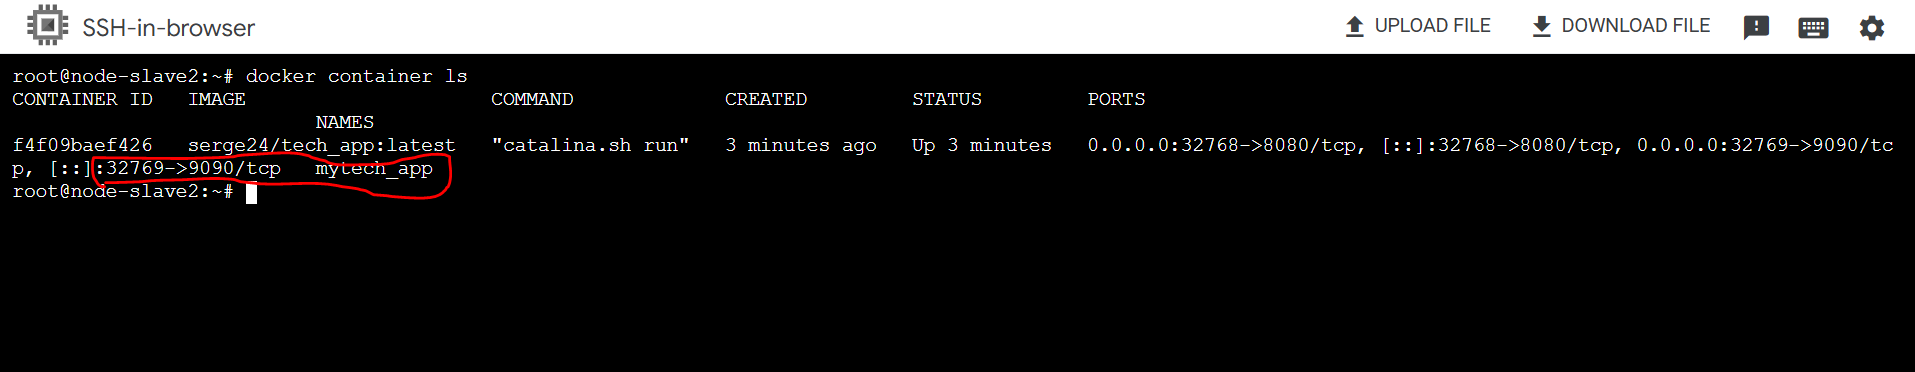 SSH-in-browser UPLOAD FILE DOWNLOAD FILE
root@node-slave2:~# docker container ls
CONTAINER ID IMAGE COMMAND CREATED STATUS PORTS
NAMES
f4f09baef426 serge24/tech_app:latest "catalina.sh run" 3 minutes ago Up 3 minutes 0.0.0.0:32768->8080/tcp, [::]:32768->8080/tcp, 0.0.0.0:32769->9090/tc
p, [::]:32769->9090/tcp mytech_app
root@node-slave2:~#